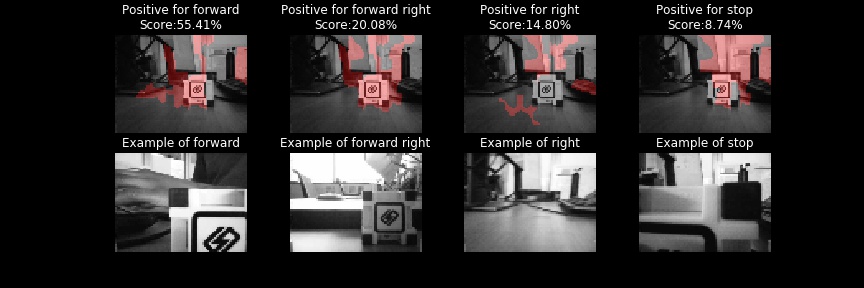 Positive for forward
Score:55.41%
Positive for forward right
Score:20.08%
Positive for right
Score:14.80%
Positive for stop
Score:8.74%
Example of forward
Example of forward right
Example of right
Example of stop